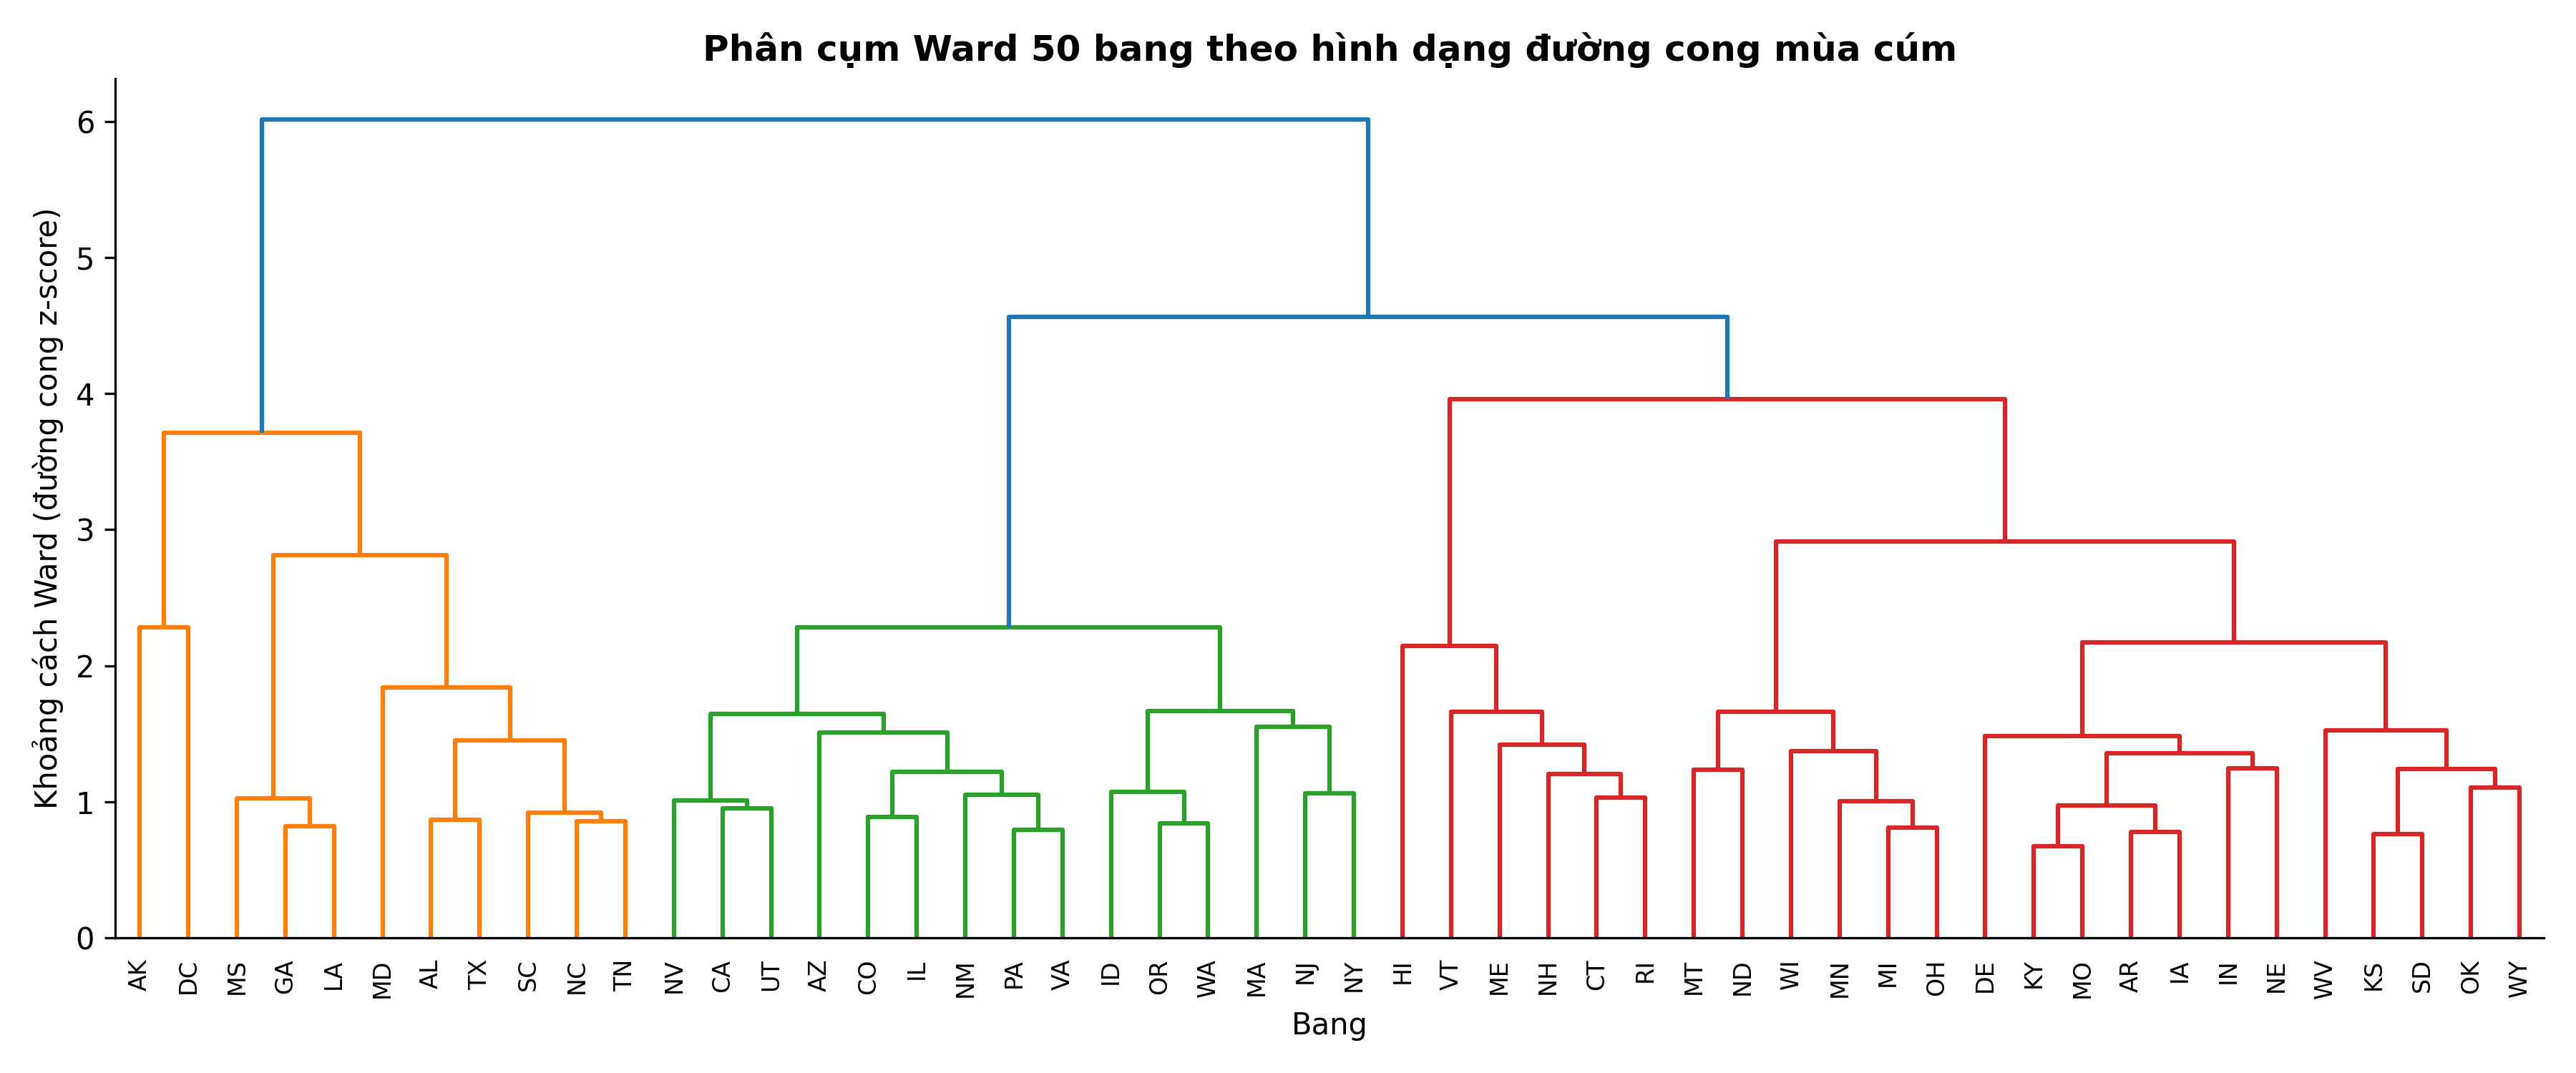 Phân cụm Ward 50 bang theo hình dạng đường cong mùa cúm
Khoảng cách Ward (đường cong z-score)
6
5
4
3
2
1
0
AK DC MS GA LA MD AL TX SC NC TN NV CA UT AZ CO IL NM PA VA ID OR WA MA NJ NY HI VT ME NH CT RI MT ND WI MN MI OH DE KY MO AR IA IN NE WV KS SD OK WY
Bang